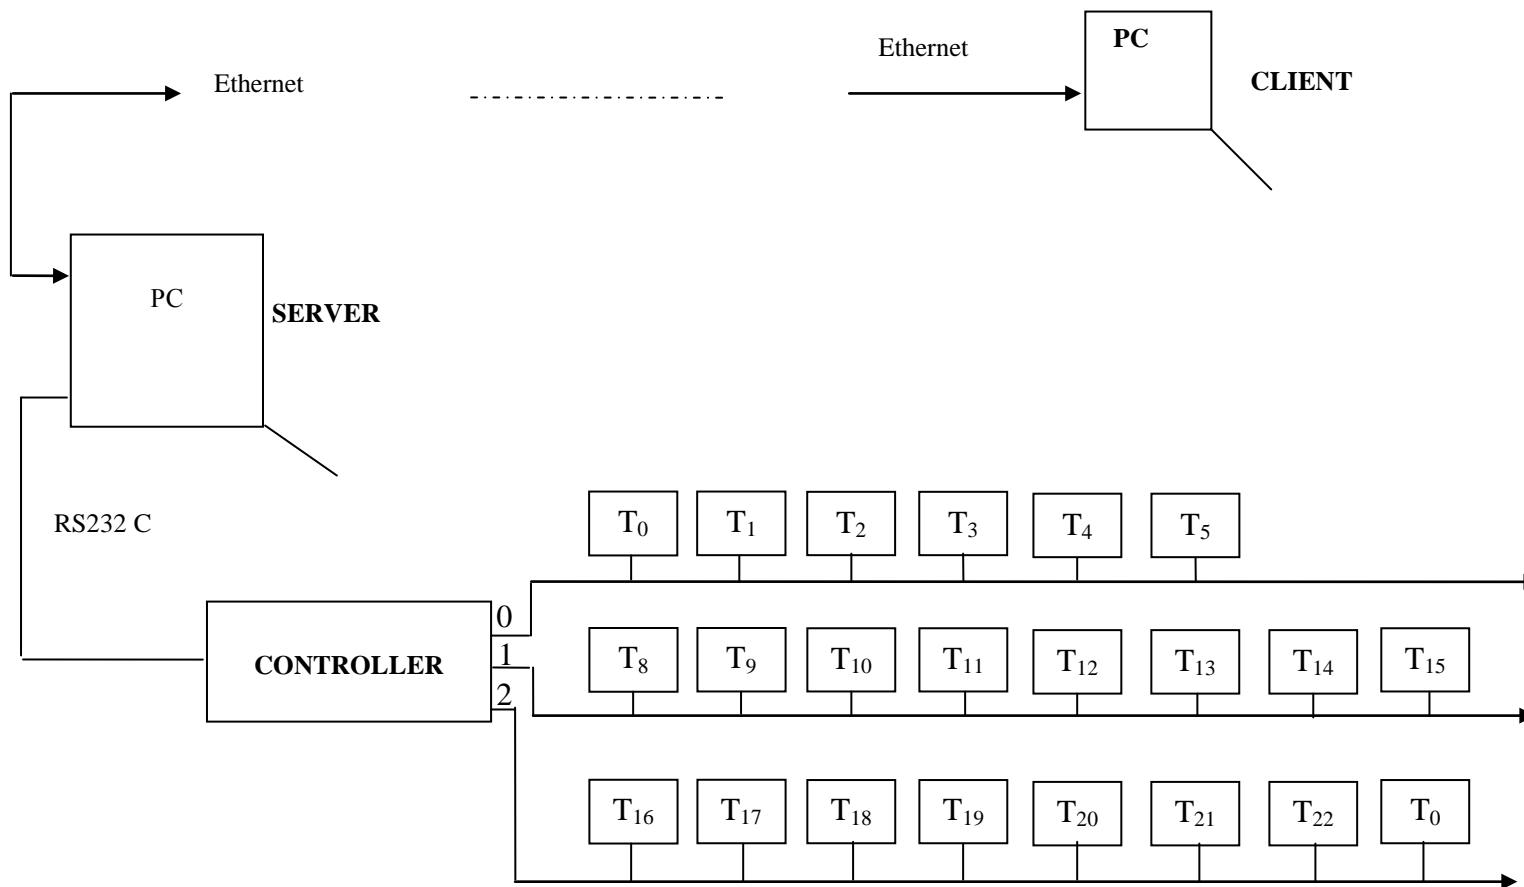 Ethernet
Ethernet
PC
CLIENT
PC
SERVER
RS232 C
T0 T1 T2 T3 T4 T5
0
1
2
CONTROLLER
T8 T9 T10 T11 T12 T13 T14 T15
T16 T17 T18 T19 T20 T21 T22 T0